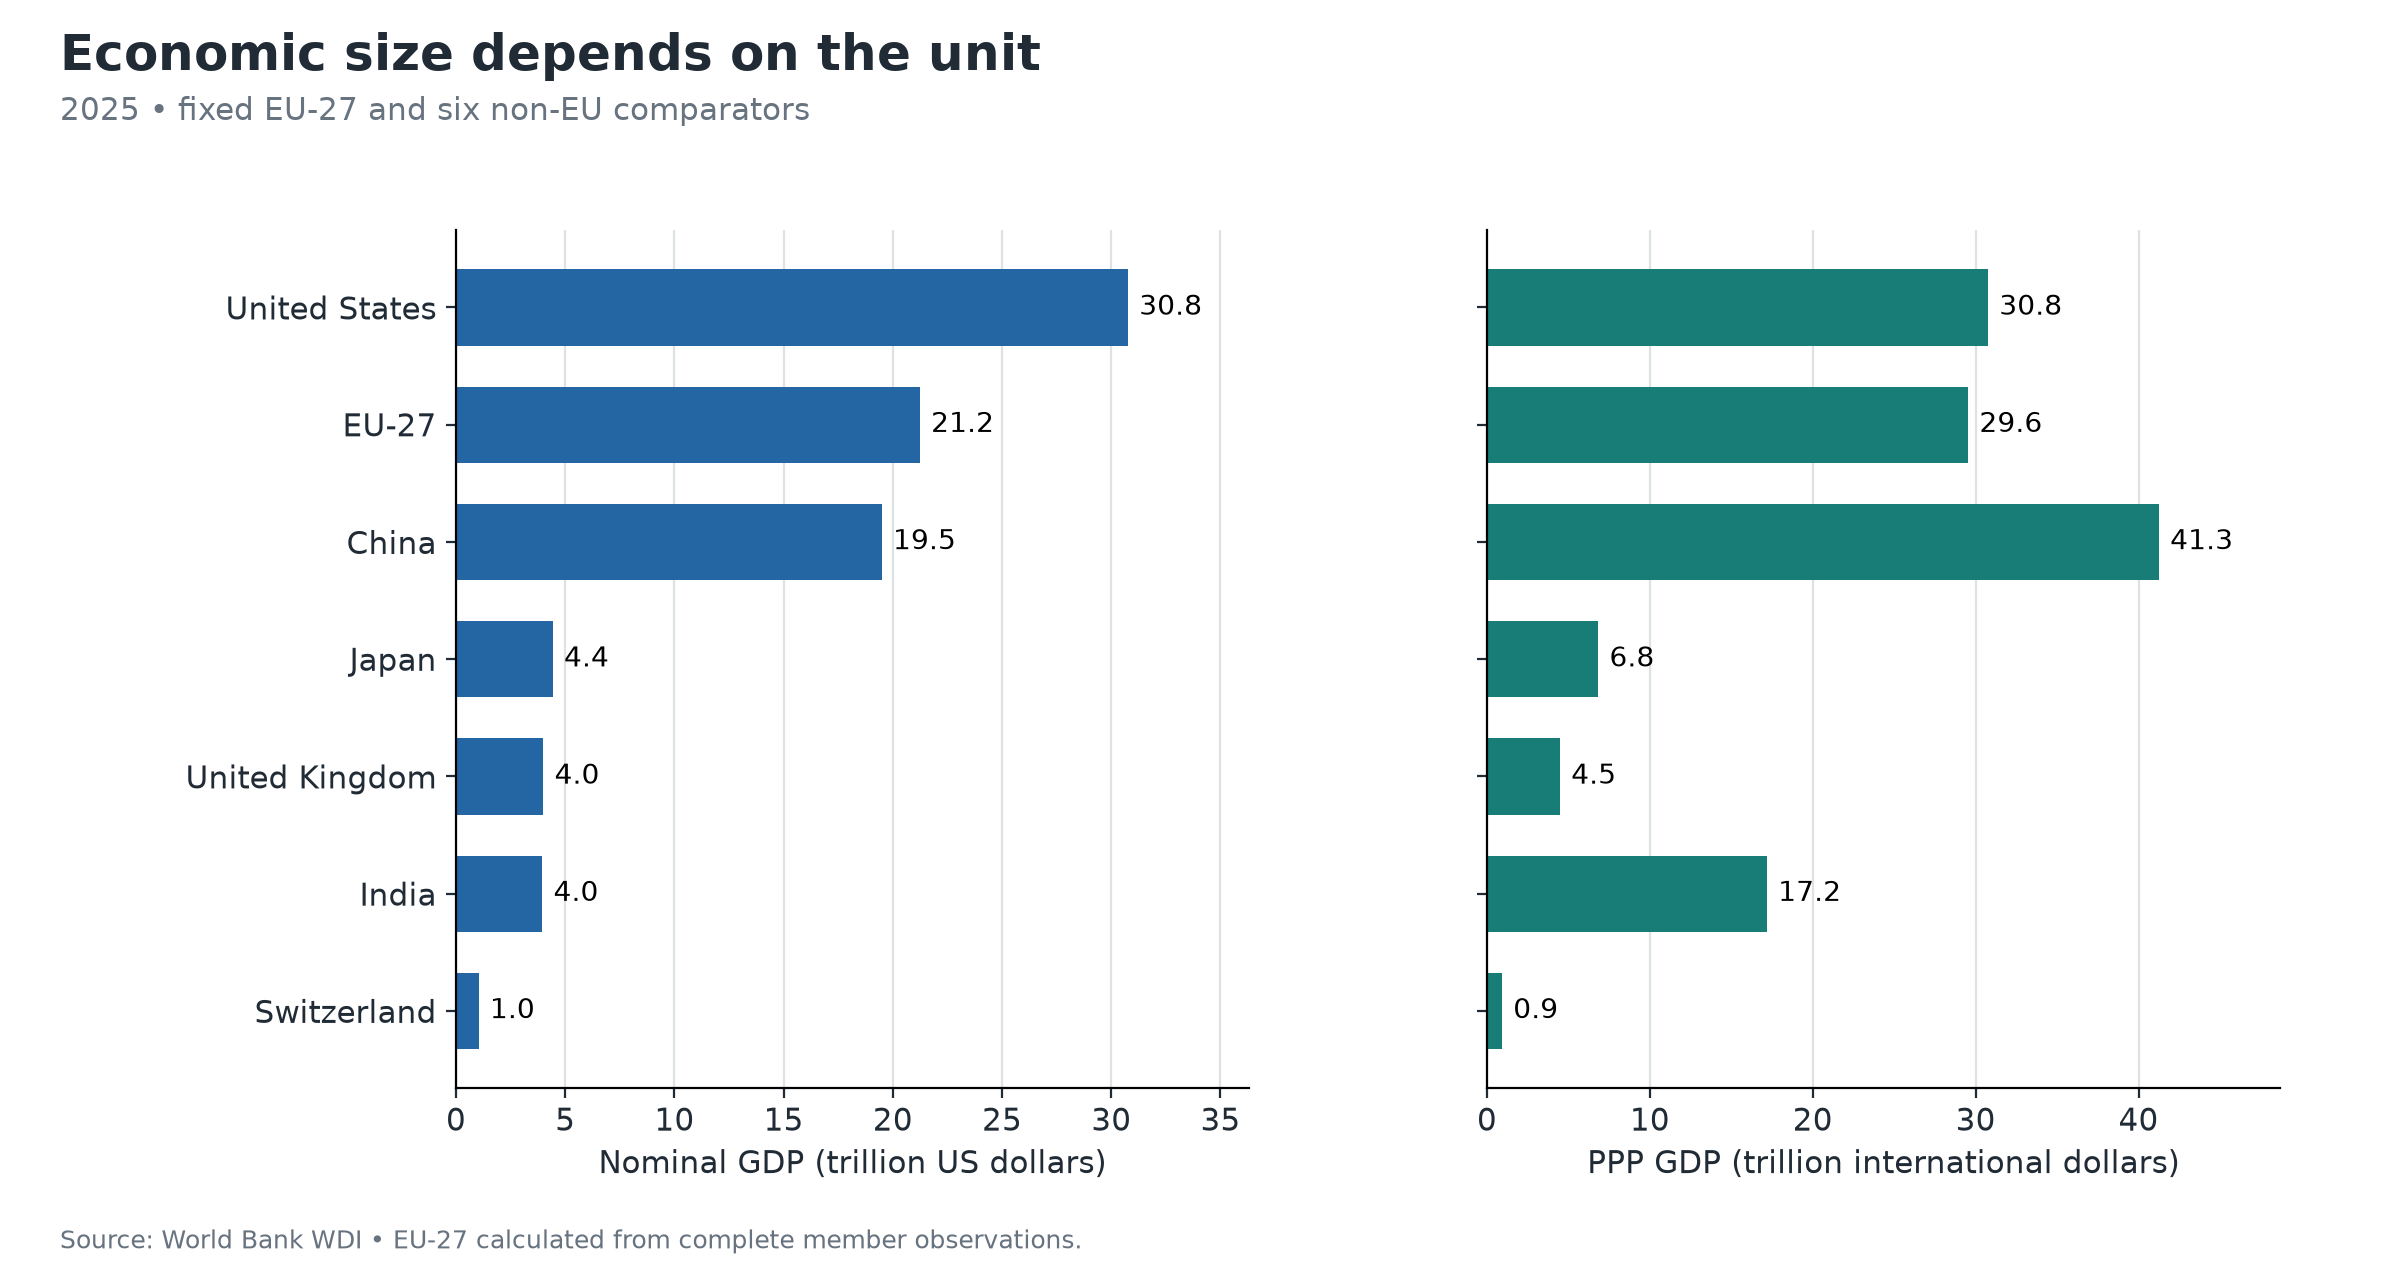 Economic size depends on the unit
2025 • fixed EU-27 and six non-EU comparators
United States
EU-27
China
Japan
United Kingdom
India
Switzerland
30.8
21.2
19.5
4.4
4.0
4.0
1.0
0 5 10 15 20 25 30 35
Nominal GDP (trillion US dollars)
30.8
29.6
41.3
6.8
4.5
17.2
0.9
0 10 20 30 40
PPP GDP (trillion international dollars)
Source: World Bank WDI • EU-27 calculated from complete member observations.